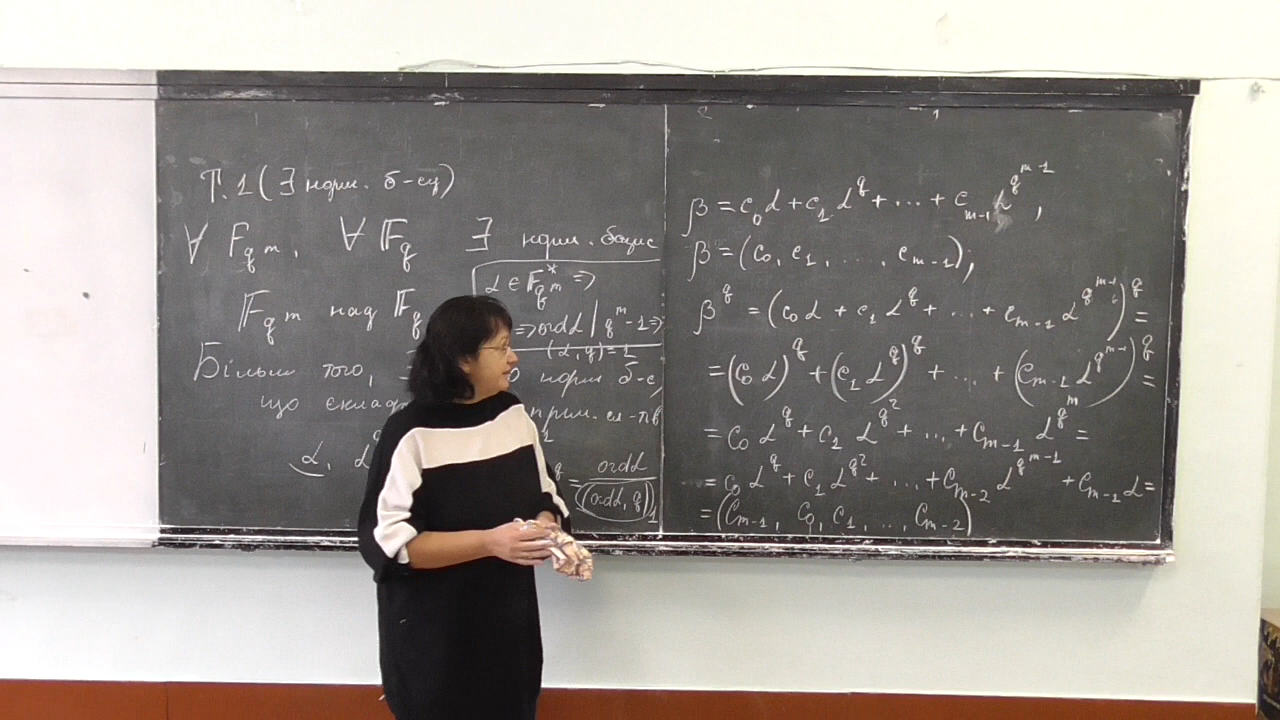 Т.1 (∃ норм. б-су)
∀ F_{q^m}, ∀ F_q ∃ норм. базис
F_{q^m} над F_q
α ∈ F*_{q^m} ⇒
⇒ ord α | q^m - 1 ⇒
(α, q) = 1
Більш того, норм б-с,
що склад прим. ел-тів
α, α
q = ord α / (ord α, q) 1
β = c_0 α + c_1 α^q + ... + c_{m-1} α^{q^{m-1}},
β = (c_0, c_1, ..., c_{m-1});
β^q = (c_0 α + c_1 α^q + ... + c_{m-1} α^{q^{m-1}})^q =
= (c_0 α)^q + (c_1 α^q)^q + ... + (c_{m-1} α^{q^{m-1}})^q =
= c_0 α^q + c_1 α^{q^2} + ... + c_{m-1} α^{q^m} =
= c_0 α^q + c_1 α^{q^2} + ... + c_{m-2} α^{q^{m-1}} + c_{m-1} α =
= (c_{m-1}, c_0, c_1, ... c_{m-2})